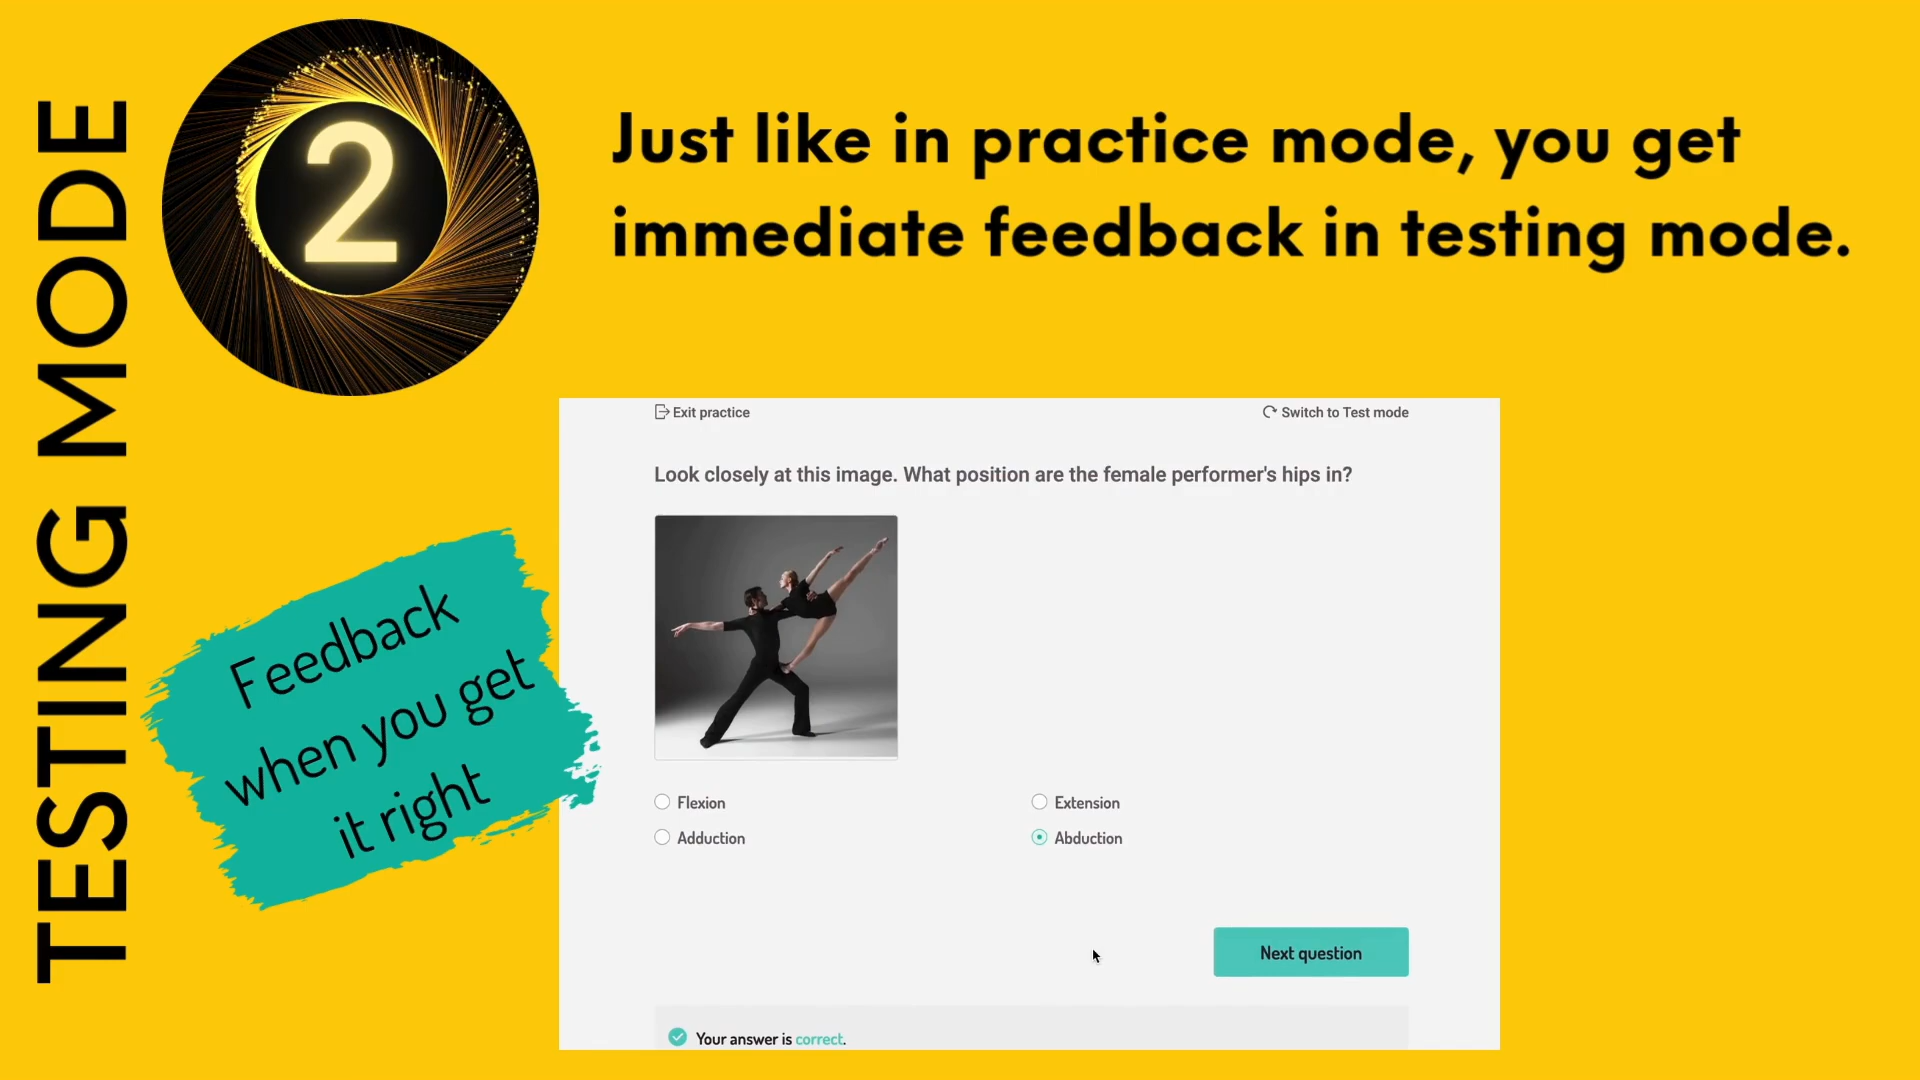 TESTING MODE
2
Just like in practice mode, you get
immediate feedback in testing mode.
Feedback
when you get
it right
Exit practice
Switch to Test mode
Look closely at this image. What position are the female performer's hips in?
Flexion
Extension
Adduction
Abduction
Next question
Your answer is correct.